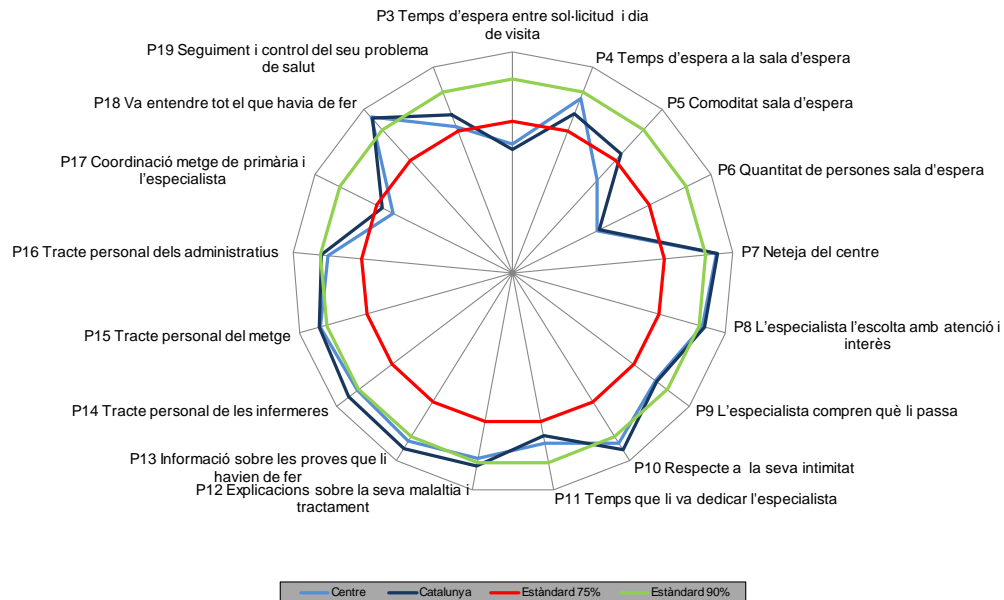 P3 Temps d'espera entre sol·licitud i dia
de visita
P4 Temps d'espera a la sala d'espera
P5 Comoditat sala d'espera
P6 Quantitat de persones sala d'espera
P7 Neteja del centre
P8 L'especialista l'escolta amb atenció i
interès
P9 L'especialista compren què li passa
P10 Respecte a la seva intimitat
P11 Temps que li va dedicar l'especialista
P12 Explicacions sobre la seva malaltia i
tractament
P13 Informació sobre les proves que li
havien de fer
P14 Tracte personal de les infermeres
P15 Tracte personal del metge
P16 Tracte personal dels administratius
P17 Coordinació metge de primària i
l'especialista
P18 Va entendre tot el que havia de fer
P19 Seguiment i control del seu problema
de salut
Centre Catalunya Estàndard 75% Estàndard 90%